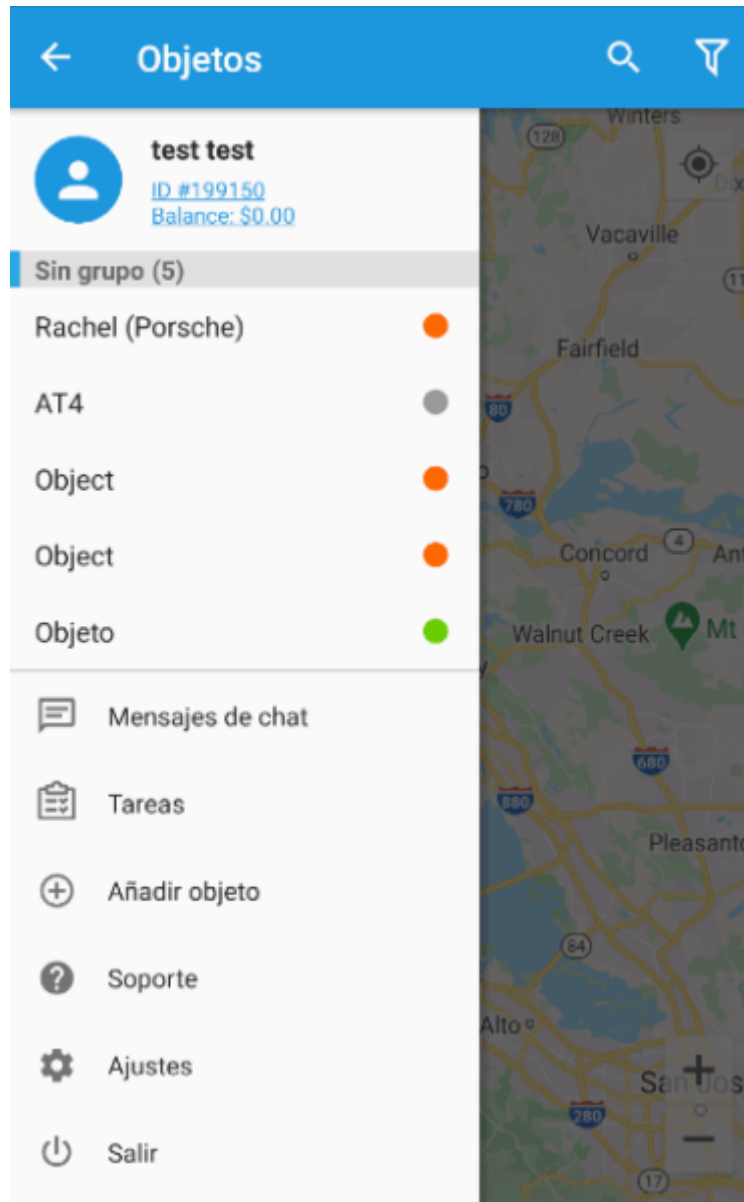 Objetos
test test
ID #199150
Balance: $0.00
Sin grupo (5)
Rachel (Porsche)
AT4
Object
Object
Objeto
Mensajes de chat
Tareas
Añadir objeto
Soporte
Ajustes
Salir
Winters
128
Vacaville
Fairfield
80
780
4
Concord
Walnut Creek
Mt
680
880
84
Alto
280
17